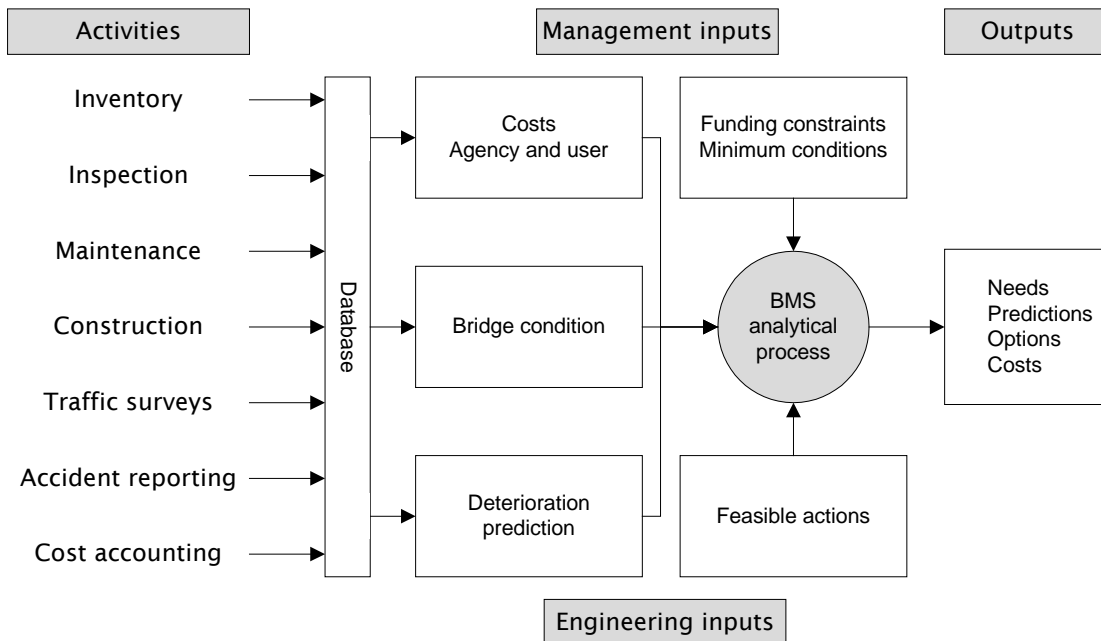 Activities
Management inputs
Outputs
Inventory
Inspection
Maintenance
Construction
Traffic surveys
Accident reporting
Cost accounting
Database
Costs
Agency and user
Bridge condition
Deterioration
prediction
Funding constraints
Minimum conditions
BMS
analytical
process
Feasible actions
Needs
Predictions
Options
Costs
Engineering inputs